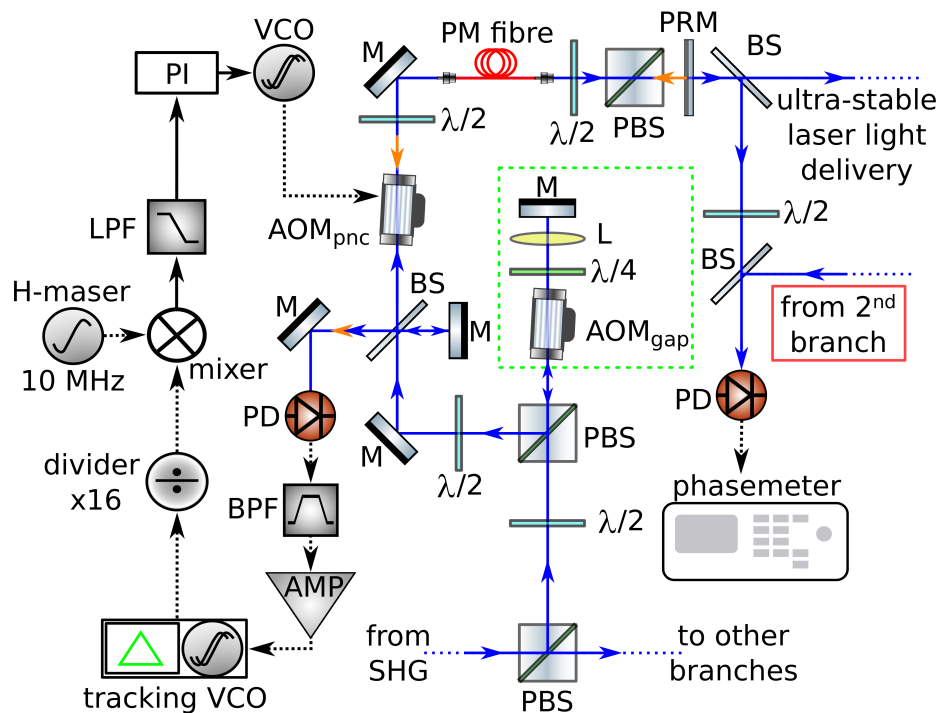 VCO
PI
M
PM fibre
PRM
BS
λ/2
λ/2
PBS
ultra-stable
laser light
delivery
LPF
AOMpnc
M
L
λ/4
AOMgap
λ/2
BS
from 2nd
branch
H-maser
10 MHz
mixer
M
BS
M
PD
PD
divider
x16
BPF
M
λ/2
PBS
phasemeter
λ/2
AMP
tracking VCO
from
SHG
PBS
to other
branches